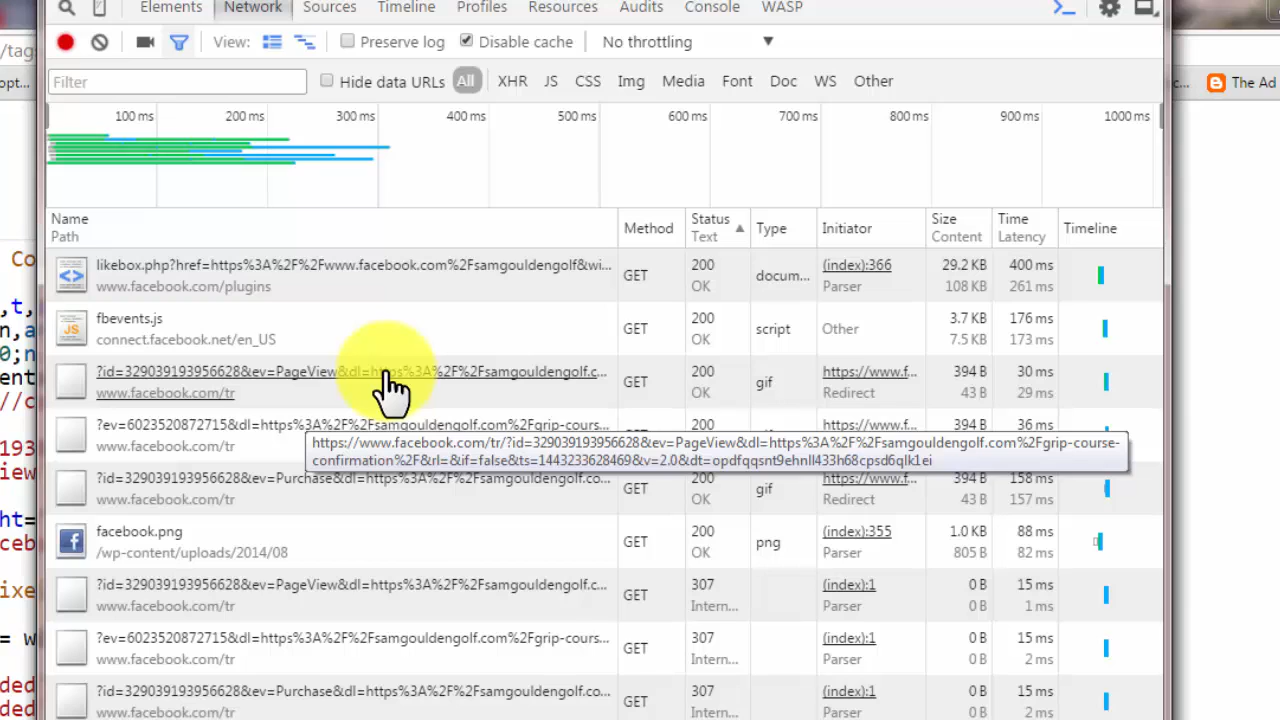 Elements Network Sources Timeline Profiles Resources Audits Console WASP
/tags
View: Preserve log Disable cache No throttling
opt... c... The Ad
Filter Hide data URLs All XHR JS CSS Img Media Font Doc WS Other
100 ms 200 ms 300 ms 400 ms 500 ms 600 ms 700 ms 800 ms 900 ms 1000 ms
Name Path Method Status Text Type Initiator Size Content Time Latency Timeline
likebox.php?href=https%3A%2F%2Fwww.facebook.com%2Fsamgouldengolf&wi... GET 200 docum... (index):366 29.2 KB 400 ms
www.facebook.com/plugins OK Parser 108 KB 261 ms
fbevents.js GET 200 script Other 3.7 KB 176 ms
connect.facebook.net/en_US OK 7.5 KB 173 ms
?id=329039193956628&ev=PageView&dl=https%3A%2F%2Fsamgouldengolf.c... GET 200 gif https://www.f... 394 B 30 ms
www.facebook.com/tr OK Redirect 43 B 29 ms
?ev=6023520872715&dl=https%3A%2F%2Fsamgouldengolf.com%2Fgrip-cours... GET 200 gif https://www.f... 394 B 36 ms
www.facebook.com/tr
https://www.facebook.com/tr/?id=329039193956628&ev=PageView&dl=https%3A%2F%2Fsamgouldengolf.com%2Fgrip-course-
confirmation%2F&rl=&if=false&ts=1443233628469&v=2.0&dt=opdfqqsnt9ehnll433h68cpsd6qlk1ei
?id=329039193956628&ev=Purchase&dl=https%3A%2F%2Fsamgouldengolf.co... GET 200 gif https://www.f... 394 B 158 ms
www.facebook.com/tr OK Redirect 43 B 157 ms
facebook.png GET 200 png (index):355 1.0 KB 88 ms
/wp-content/uploads/2014/08 OK Parser 805 B 82 ms
?id=329039193956628&ev=PageView&dl=https%3A%2F%2Fsamgouldengolf.c... GET 307 (index):1 0 B 15 ms
www.facebook.com/tr Intern... Parser 0 B 1 ms
?ev=6023520872715&dl=https%3A%2F%2Fsamgouldengolf.com%2Fgrip-cours... GET 307 (index):1 0 B 15 ms
www.facebook.com/tr Intern... Parser 0 B 2 ms
?id=329039193956628&ev=Purchase&dl=https%3A%2F%2Fsamgouldengolf.co... GET 307 (index):1 0 B 15 ms
www.facebook.com/tr Intern... Parser 0 B 2 ms